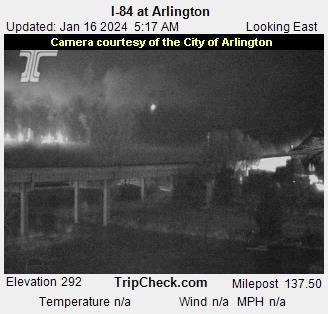 I-84 at Arlington
Updated: Jan 16 2024  5:17 AM    Looking East
Camera courtesy of the City of Arlington
Elevation 292    TripCheck.com    Milepost 137.50
Temperature n/a    Wind n/a  MPH n/a